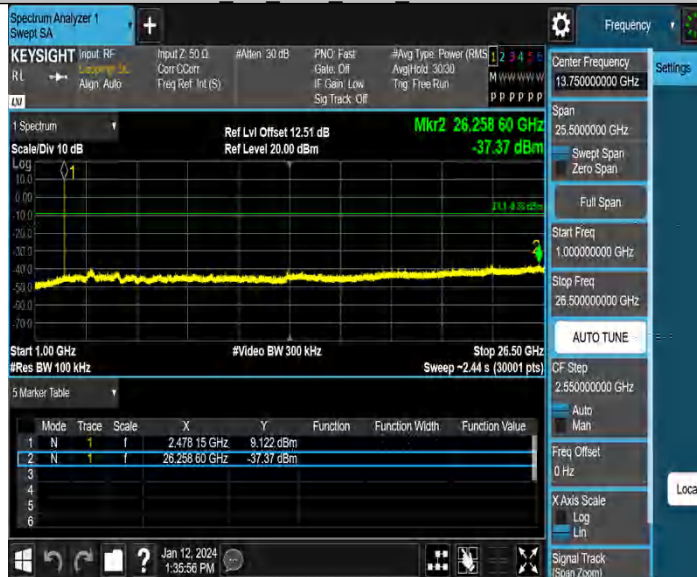 Spectrum Analyzer 1
Swept SA
+
Frequency
KEYSIGHT
Input: RF
Coupling: DC
Align: Auto
Input Z: 50 Ω
Corr CCorr
Freq Ref: Int (S)
#Atten: 30 dB
PNO: Fast
Gate: Off
IF Gain: Low
Sig Track: Off
#Avg Type: Power (RMS
Avg|Hold: 30/30
Trig: Free Run
1 2 3 4 5 6
M W W W W W
P P P P P P
RL
LXI
Center Frequency
13.750000000 GHz
Settings
Span
25.5000000 GHz
Swept Span
Zero Span
Full Span
Start Freq
1.000000000 GHz
Stop Freq
26.500000000 GHz
AUTO TUNE
CF Step
2.550000000 GHz
Auto
Man
Freq Offset
0 Hz
X Axis Scale
Log
Lin
Signal Track
(Span Zoom)
Local
1 Spectrum
Scale/Div 10 dB
Ref Lvl Offset 12.51 dB
Ref Level 20.00 dBm
Mkr2 26.258 60 GHz
-37.37 dBm
Log
10.0
0.00
-10.0
-20.0
-30.0
-40.0
-50.0
-60.0
-70.0
1
2
Start 1.00 GHz
#Res BW 100 kHz
#Video BW 300 kHz
Stop 26.50 GHz
Sweep ~2.44 s (30001 pts)
5 Marker Table
Mode Trace Scale X Y Function Function Width Function Value
1 N 1 f 2.478 15 GHz 9.122 dBm
2 N 1 f 26.258 60 GHz -37.37 dBm
3
4
5
6
?
Jan 12, 2024
1:35:56 PM